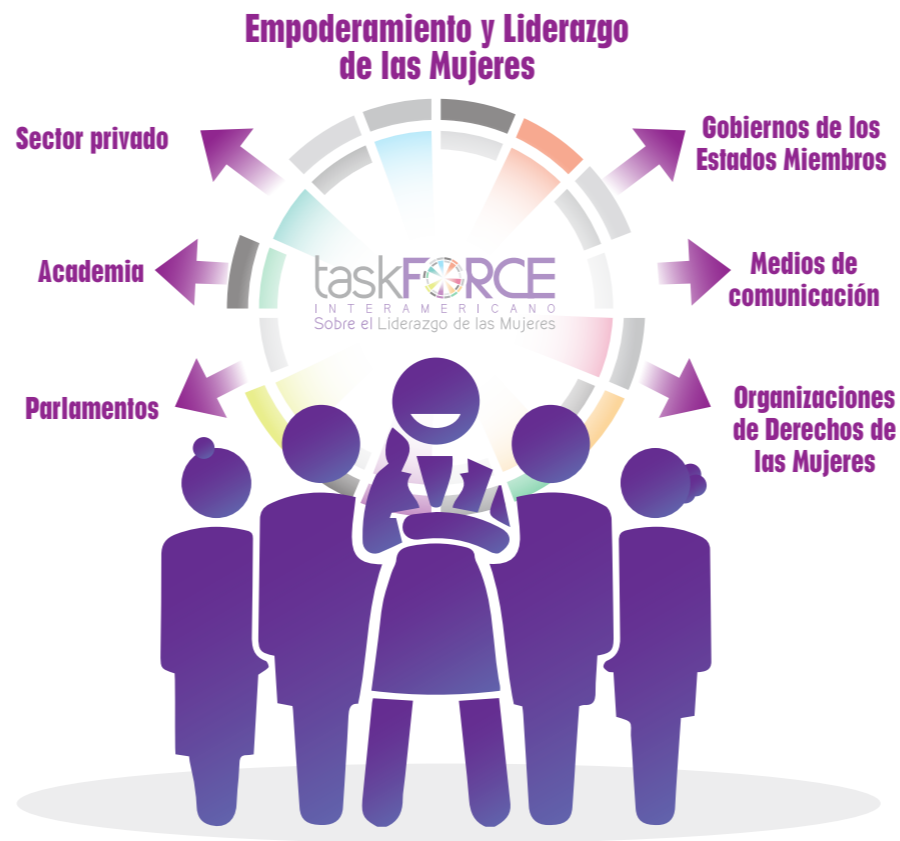 Empoderamiento y Liderazgo
de las Mujeres
Sector privado
Academia
Parlamentos
taskFORCE
INTERAMERICANO
Sobre el Liderazgo de las Mujeres
Gobiernos de los
Estados Miembros
Medios de
comunicación
Organizaciones
de Derechos de
las Mujeres